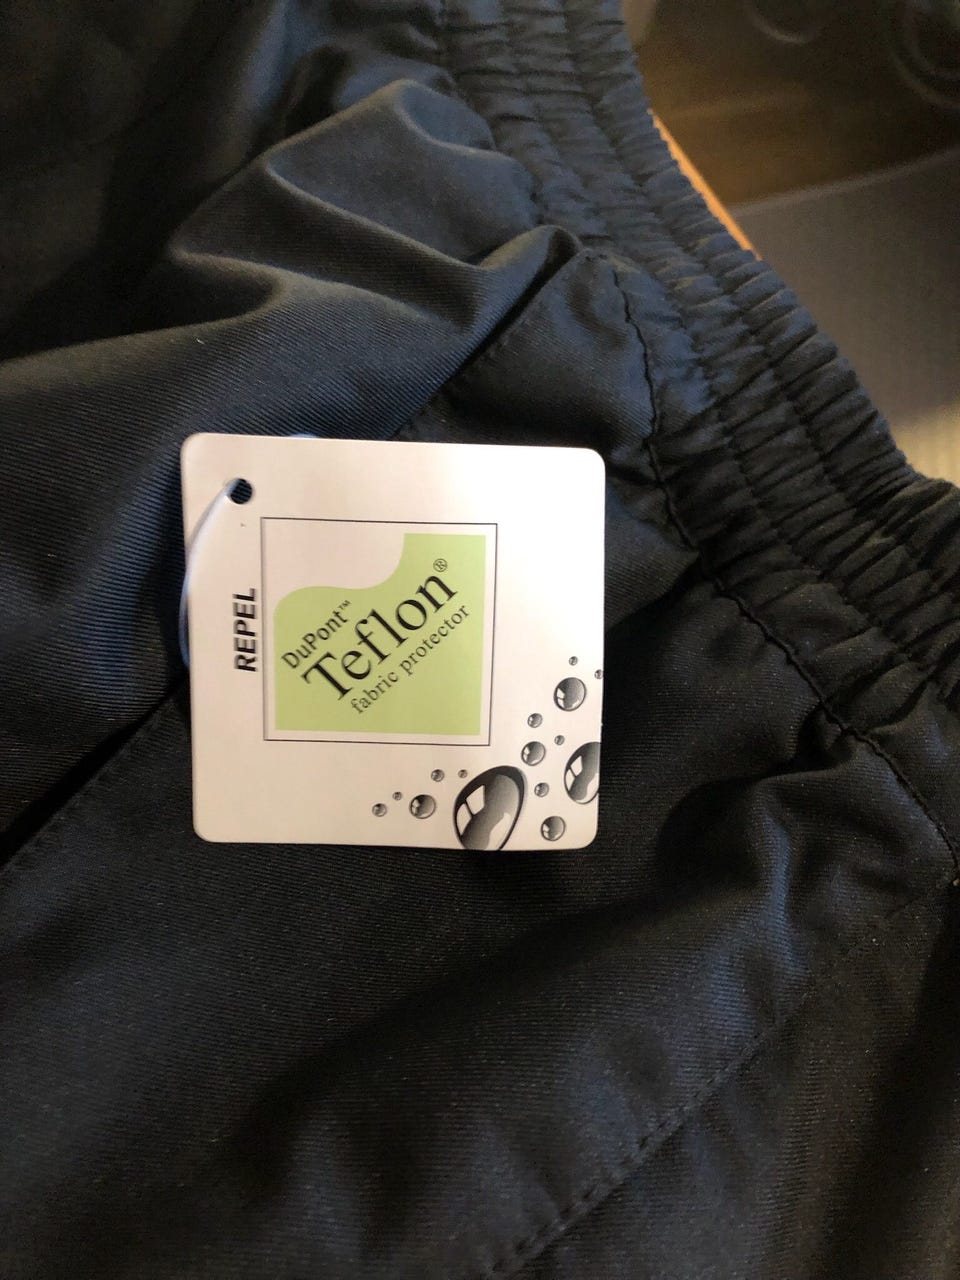 REPEL
DuPont™
Teflon®
fabric protector